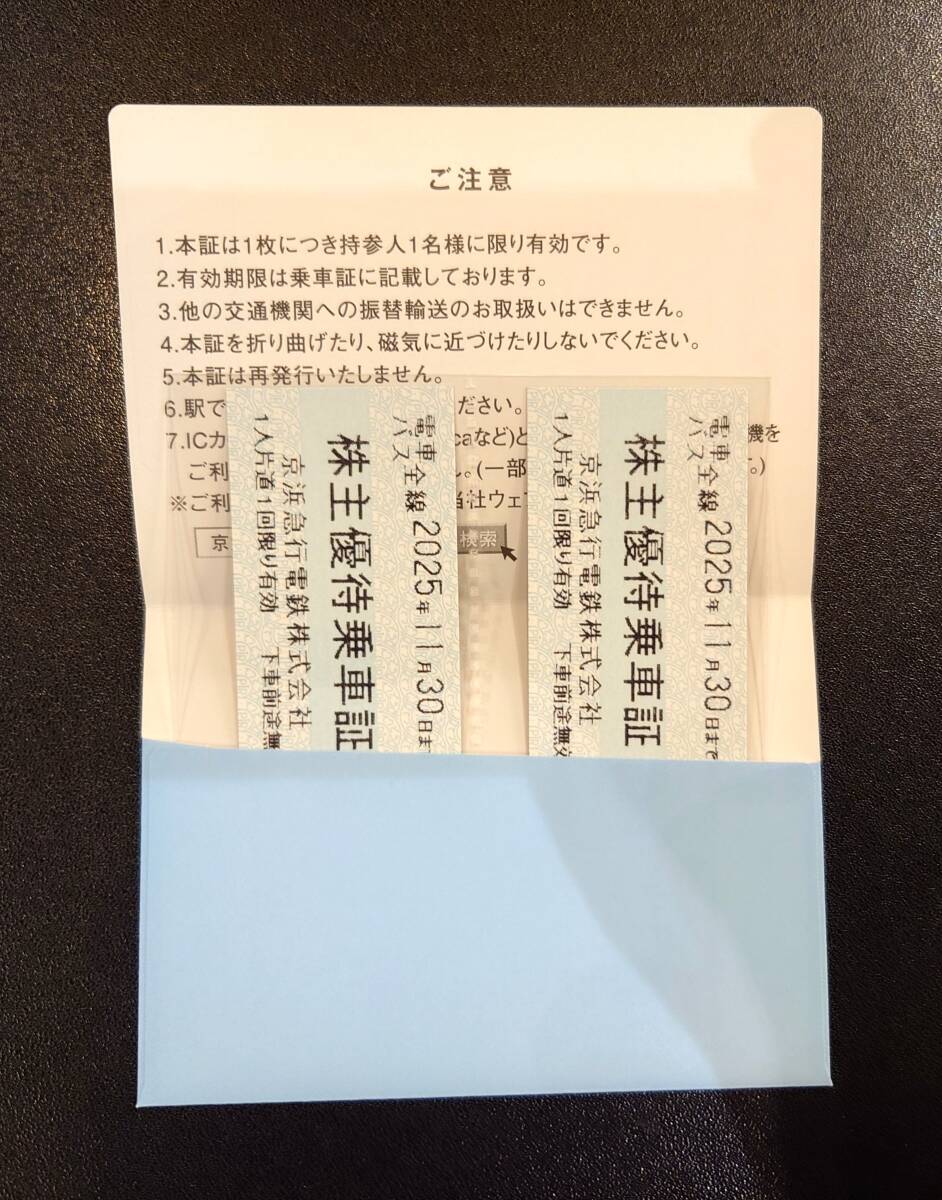 ご注意
1.本証は1枚につき持参人1名様に限り有効です。
2.有効期限は乗車証に記載しております。
3.他の交通機関への振替輸送のお取扱いはできません。
4.本証を折り曲げたり、磁気に近づけたりしないでください。
5.本証は再発行いたしません。
6.駅で ださい。
7.ICカ caなど)と 機を
ご利 (一部 。)
※ご利 当社ウェ
京 検索
電車全線 2025年11月30日まで
バス
株主優待乗車証
京浜急行電鉄株式会社
1人片道1回限り有効 下車前途無
電車全線 2025年11月30日まで
バス
株主優待乗車証
京浜急行電鉄株式会社
1人片道1回限り有効 下車前途無効